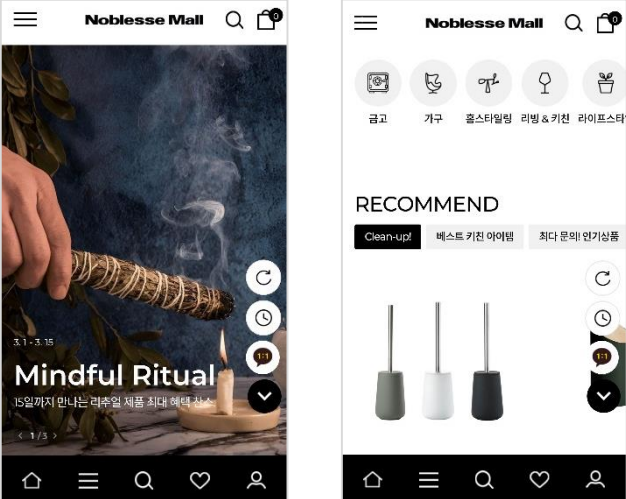 Noblesse Mall
0
3. 1 - 3. 15
1:1
Mindful Ritual
15일까지 만나는 리추얼 제품 최대 혜택 찬스
< 1 / 3 >
Noblesse Mall
0
금고 가구 홈스타일링 리빙 & 키친 라이프스타
RECOMMEND
Clean-up! 베스트 키친 아이템 최다 문의! 인기상품
1:1